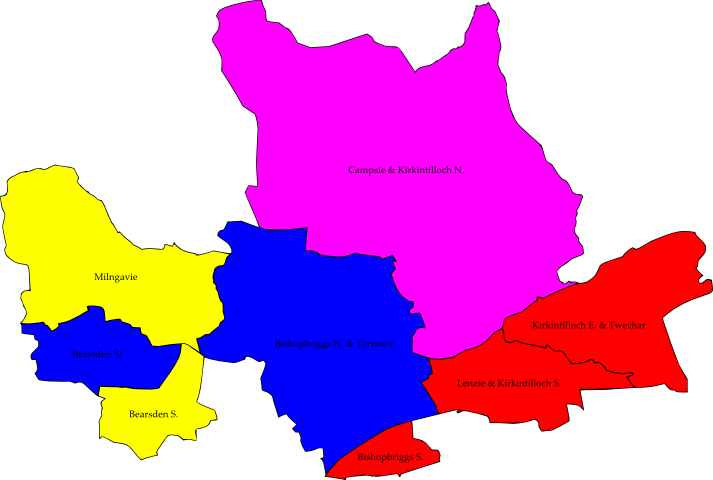 Campsie & Kirkintilloch N.
Milngavie
Kirkintilloch E. & Twechar
Bishopbriggs N. & Torrance
Bearsden N.
Lenzie & Kirkintilloch S.
Bearsden S.
Bishopbriggs S.